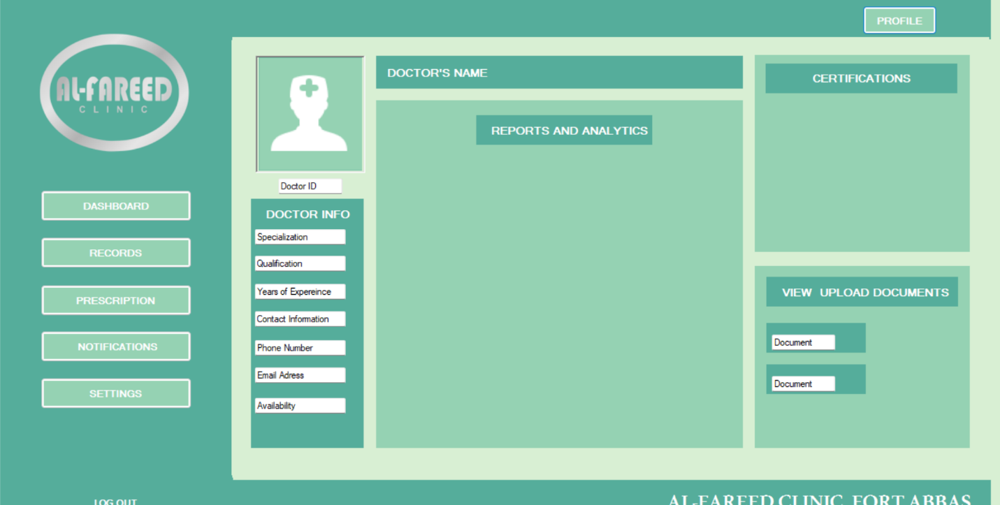 PROFILE
AL-FAREED
CLINIC
DASHBOARD
RECORDS
PRESCRIPTION
NOTIFICATIONS
SETTINGS
LOG OUT
Doctor ID
DOCTOR INFO
Specialization
Qualification
Years of Expereince
Contact Information
Phone Number
Email Adress
Availability
DOCTOR'S NAME
REPORTS AND ANALYTICS
CERTIFICATIONS
VIEW UPLOAD DOCUMENTS
Document
Document
AL-FAREED CLINIC, FORT ABBAS